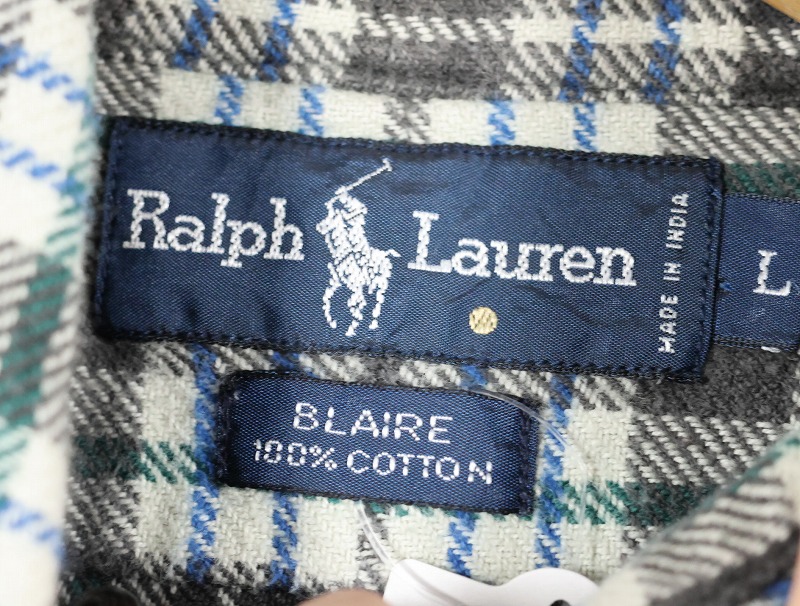 Ralph Lauren
MADE IN INDIA
L
BLAIRE
100% COTTON